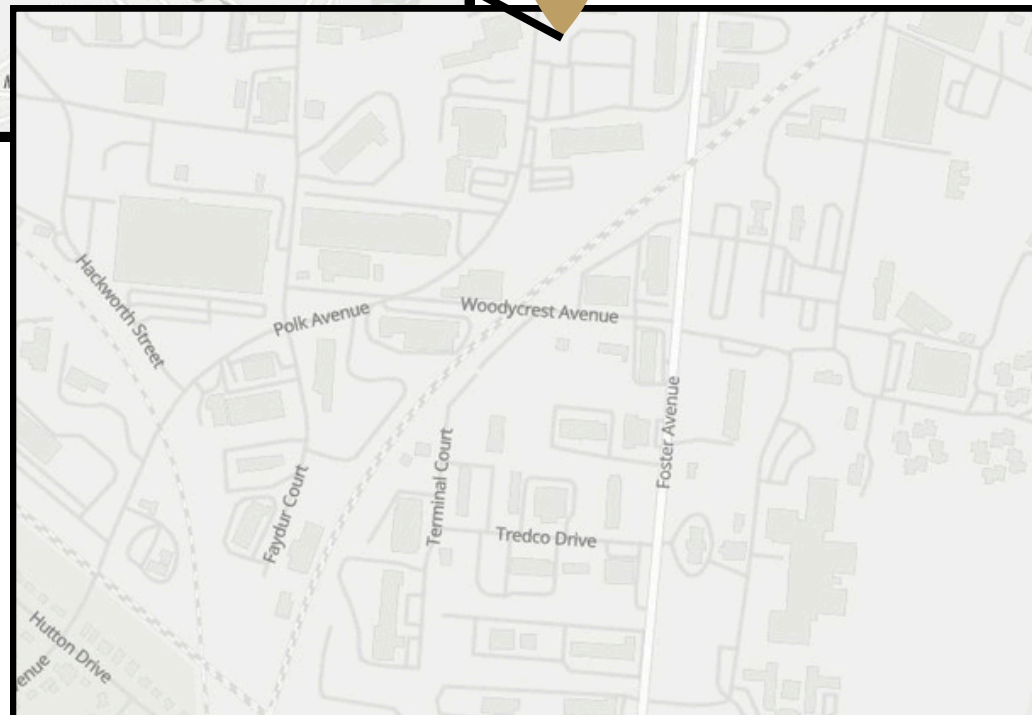 Hackworth Street
Polk Avenue
Woodycrest Avenue
Foster Avenue
Terminal Court
Faydur Court
Tredco Drive
Hutton Drive
enue